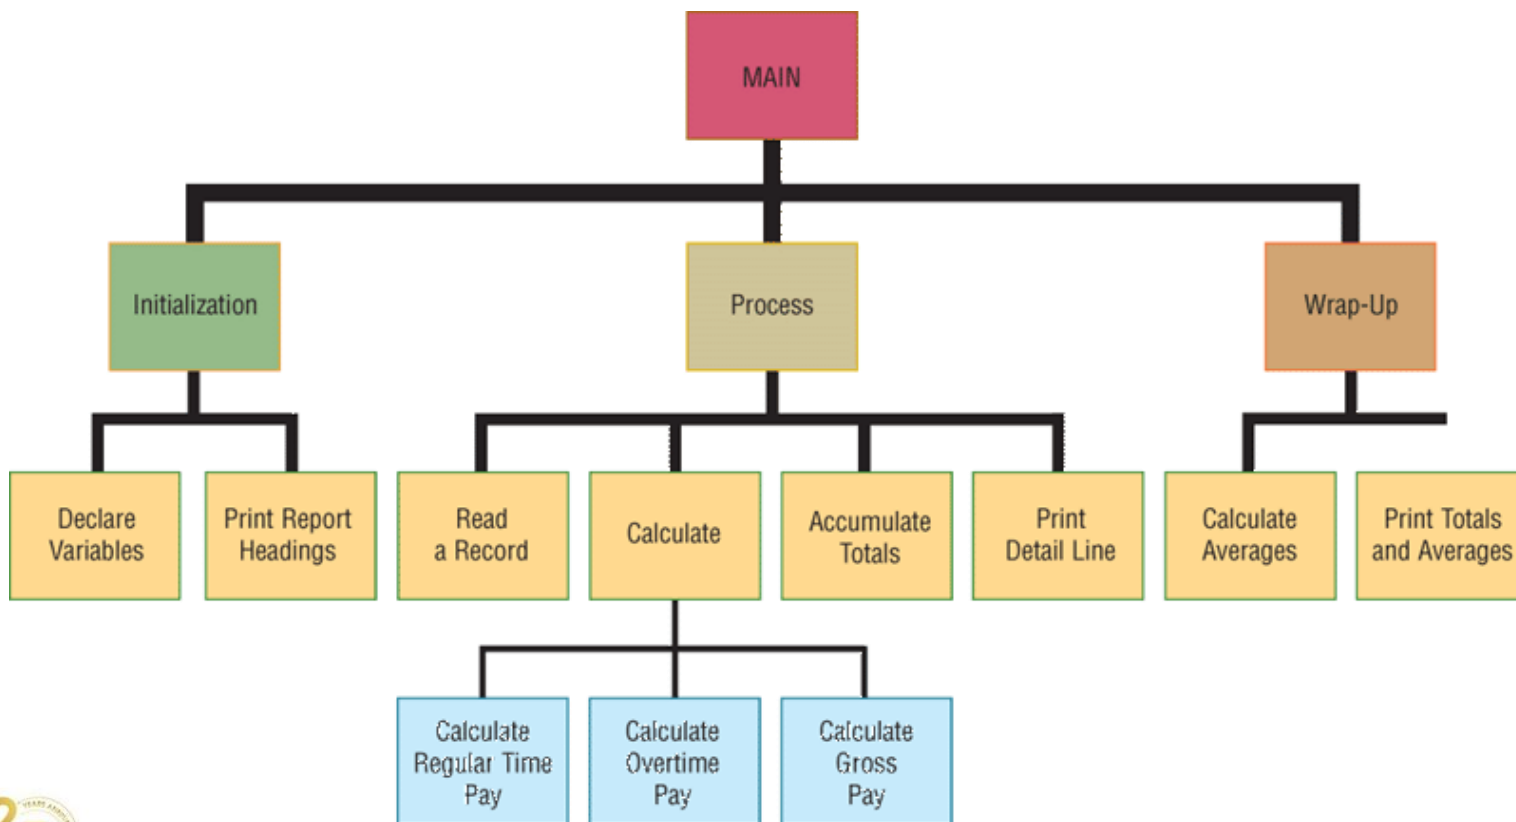 MAIN
Initialization
Process
Wrap-Up
Declare
Variables
Print Report
Headings
Read
a Record
Calculate
Accumulate
Totals
Print
Detail Line
Calculate
Averages
Print Totals
and Averages
Calculate
Regular Time
Pay
Calculate
Overtime
Pay
Calculate
Gross
Pay